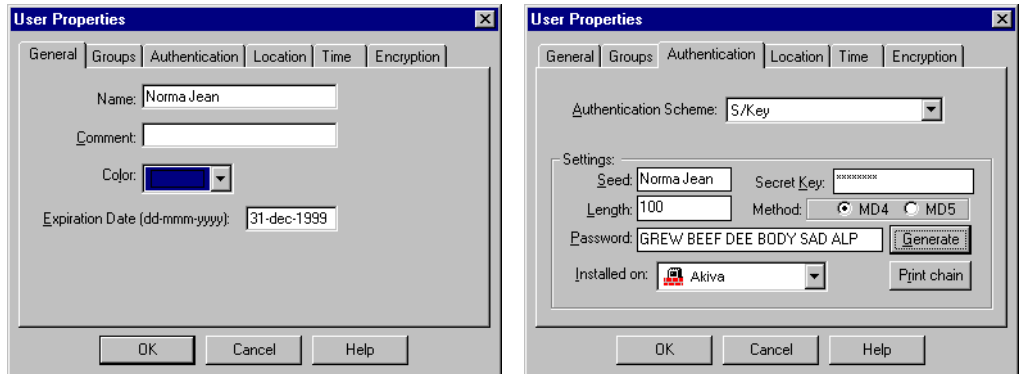 User Properties
General Groups Authentication Location Time Encryption
Name: Norma Jean
Comment:
Color:
Expiration Date (dd-mmm-yyyy): 31-dec-1999
OK Cancel Help
User Properties
General Groups Authentication Location Time Encryption
Authentication Scheme: S/Key
Settings:
Seed: Norma Jean Secret Key: ********
Length: 100 Method: MD4 MD5
Password: GREW BEEF DEE BODY SAD ALP Generate
Installed on: Akiva Print chain
OK Cancel Help